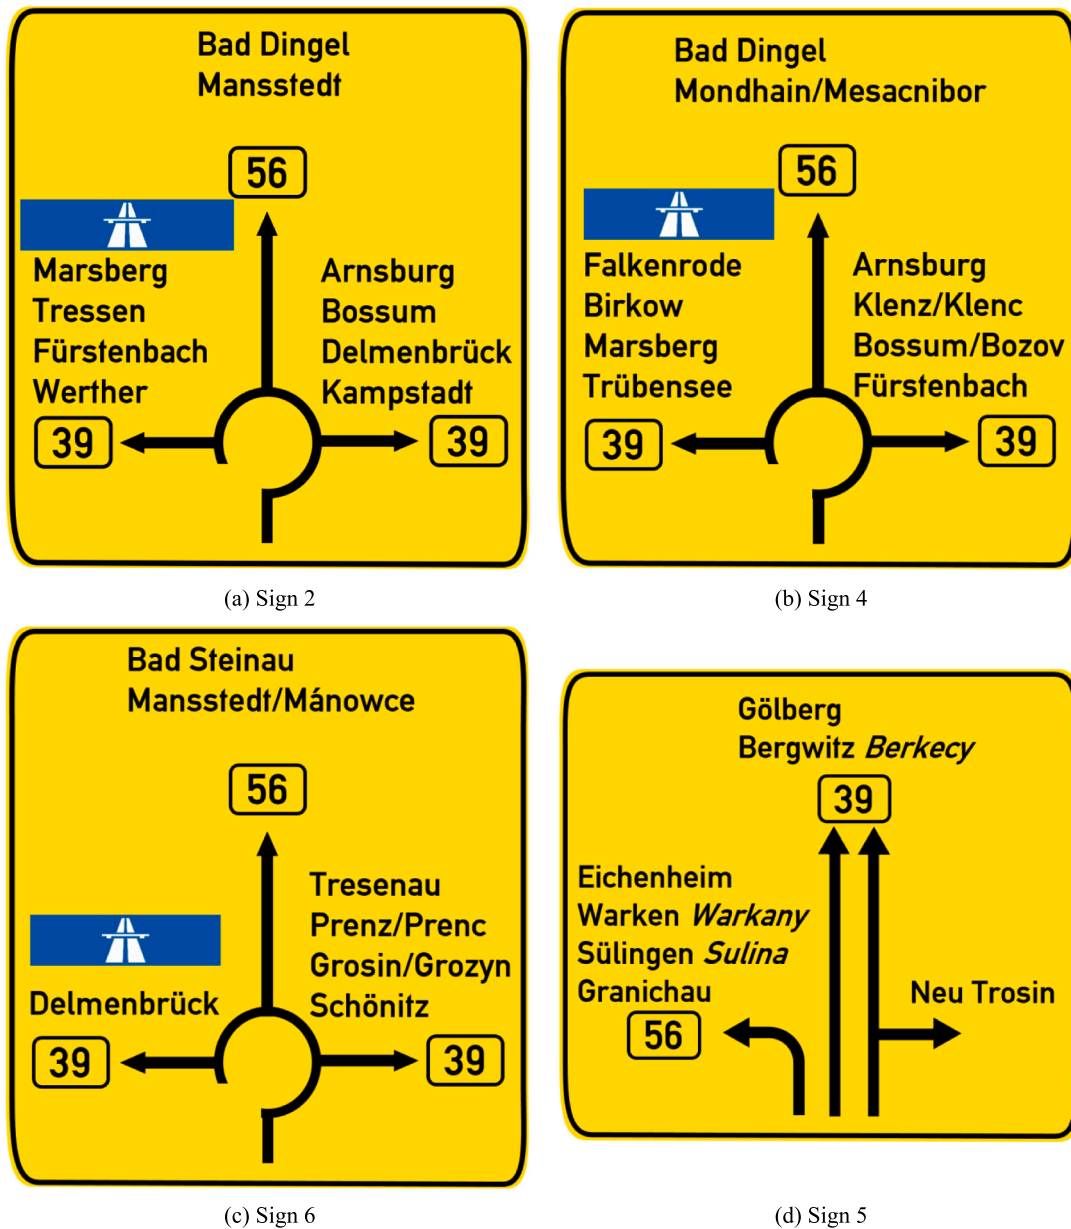 Bad Dingel
Mansstedt
56
Marsberg
Tressen
Fürstenbach
Werther
39
Arnsburg
Bossum
Delmenbrück
Kampstadt
39
(a) Sign 2
Bad Dingel
Mondhain/Mesacnibor
56
Falkenrode
Birkow
Marsberg
Trübensee
39
Arnsburg
Klenz/Klenc
Bossum/Bozov
Fürstenbach
39
(b) Sign 4
Bad Steinau
Mansstedt/Mánowce
56
Delmenbrück
39
Tresenau
Prenz/Prenc
Grosin/Grozyn
Schönitz
39
(c) Sign 6
Gölberg
Bergwitz Berkecy
39
Eichenheim
Warken Warkany
Sülingen Sulina
Granichau
56
Neu Trosin
(d) Sign 5